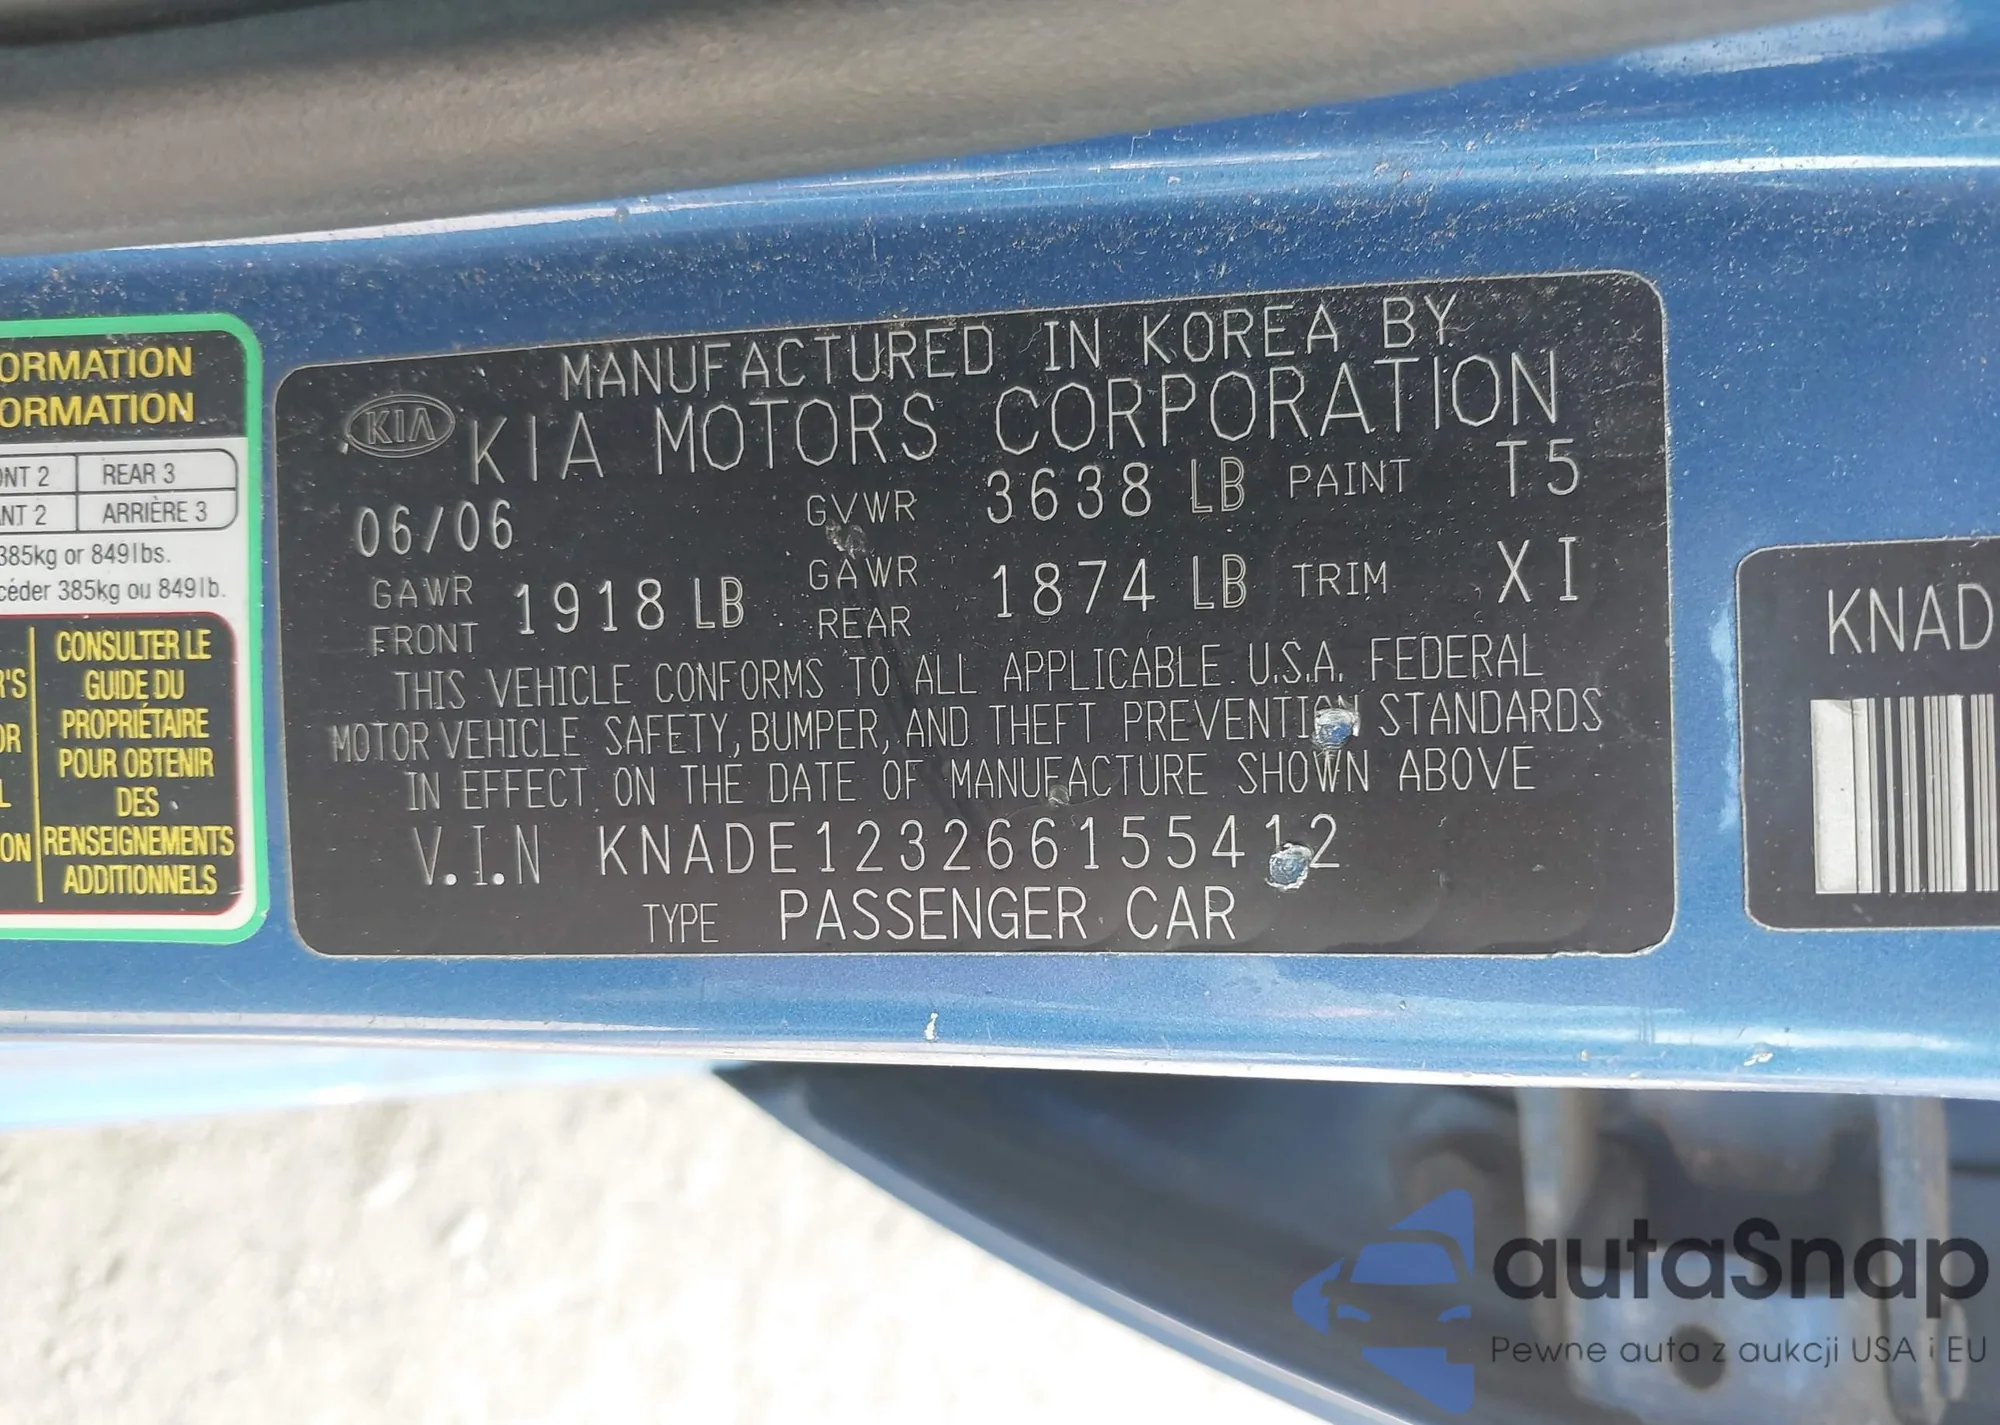 ORMATION
ORMATION
ONT 2 REAR 3
ANT 2 ARRIÈRE 3
385kg or 849lbs.
céder 385kg ou 849lb.
R'S
OR
L
ON
CONSULTER LE
GUIDE DU
PROPRIÉTAIRE
POUR OBTENIR
DES
RENSEIGNEMENTS
ADDITIONNELS
MANUFACTURED IN KOREA BY
KIA KIA MOTORS CORPORATION
06/06 GVWR 3638 LB PAINT T5
GAWR FRONT 1918 LB GAWR REAR 1874 LB TRIM XI
THIS VEHICLE CONFORMS TO ALL APPLICABLE U.S.A. FEDERAL
MOTOR VEHICLE SAFETY, BUMPER, AND THEFT PREVENTION STANDARDS
IN EFFECT ON THE DATE OF MANUFACTURE SHOWN ABOVE
V.I.N KNADE123266155412
TYPE PASSENGER CAR
KNAD
autaSnap
Pewne auta z aukcji USA i EU